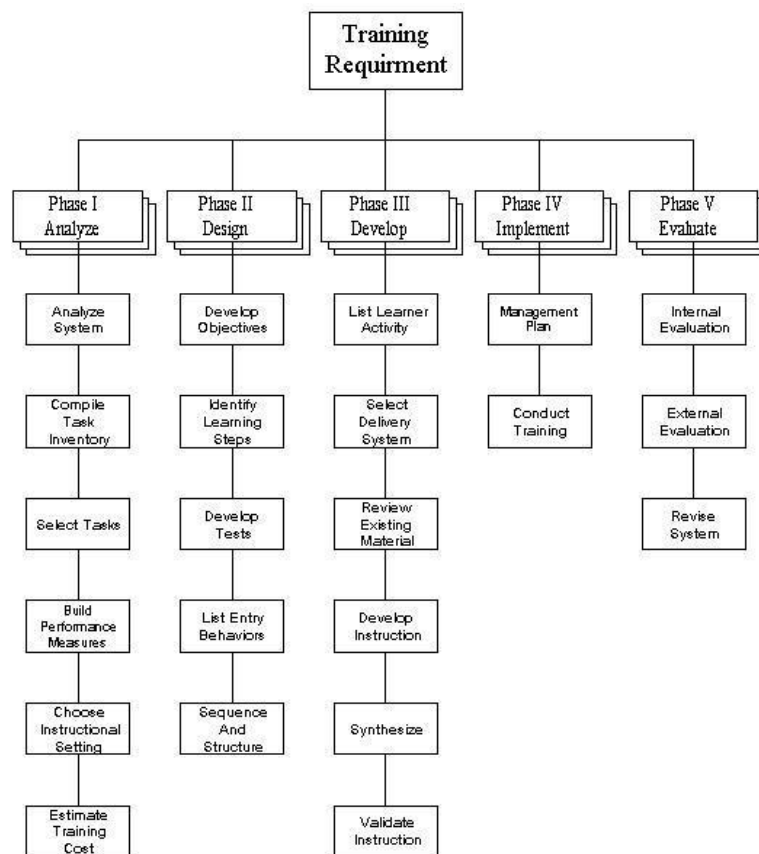 Training
Requirment
Phase I
Analyze
Phase II
Design
Phase III
Develop
Phase IV
Implement
Phase V
Evaluate
Analyze
System
Develop
Objectives
List Learner
Activity
Management
Plan
Internal
Evaluation
Compile
Task
Inventory
Identify
Learning
Steps
Select
Delivery
System
Conduct
Training
External
Evaluation
Select Tasks
Develop
Tests
Review
Existing
Material
Revise
System
Build
Performance
Measures
List Entry
Behaviors
Develop
Instruction
Choose
Instructional
Setting
Sequence
And
Structure
Synthesize
Estimate
Training
Cost
Validate
Instruction